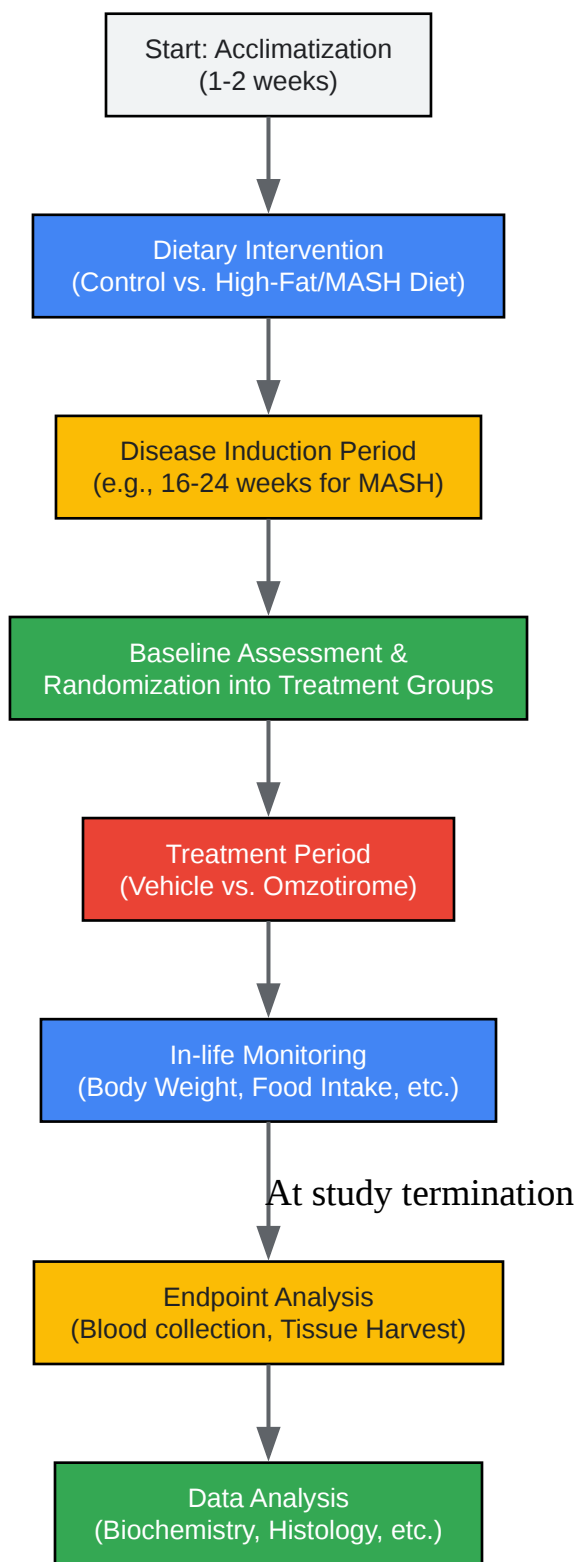 Start: Acclimatization
(1-2 weeks)
Dietary Intervention
(Control vs. High-Fat/MASH Diet)
Disease Induction Period
(e.g., 16-24 weeks for MASH)
Baseline Assessment &
Randomization into Treatment Groups
Treatment Period
(Vehicle vs. Omzotirome)
In-life Monitoring
(Body Weight, Food Intake, etc.)
At study termination
Endpoint Analysis
(Blood collection, Tissue Harvest)
Data Analysis
(Biochemistry, Histology, etc.)